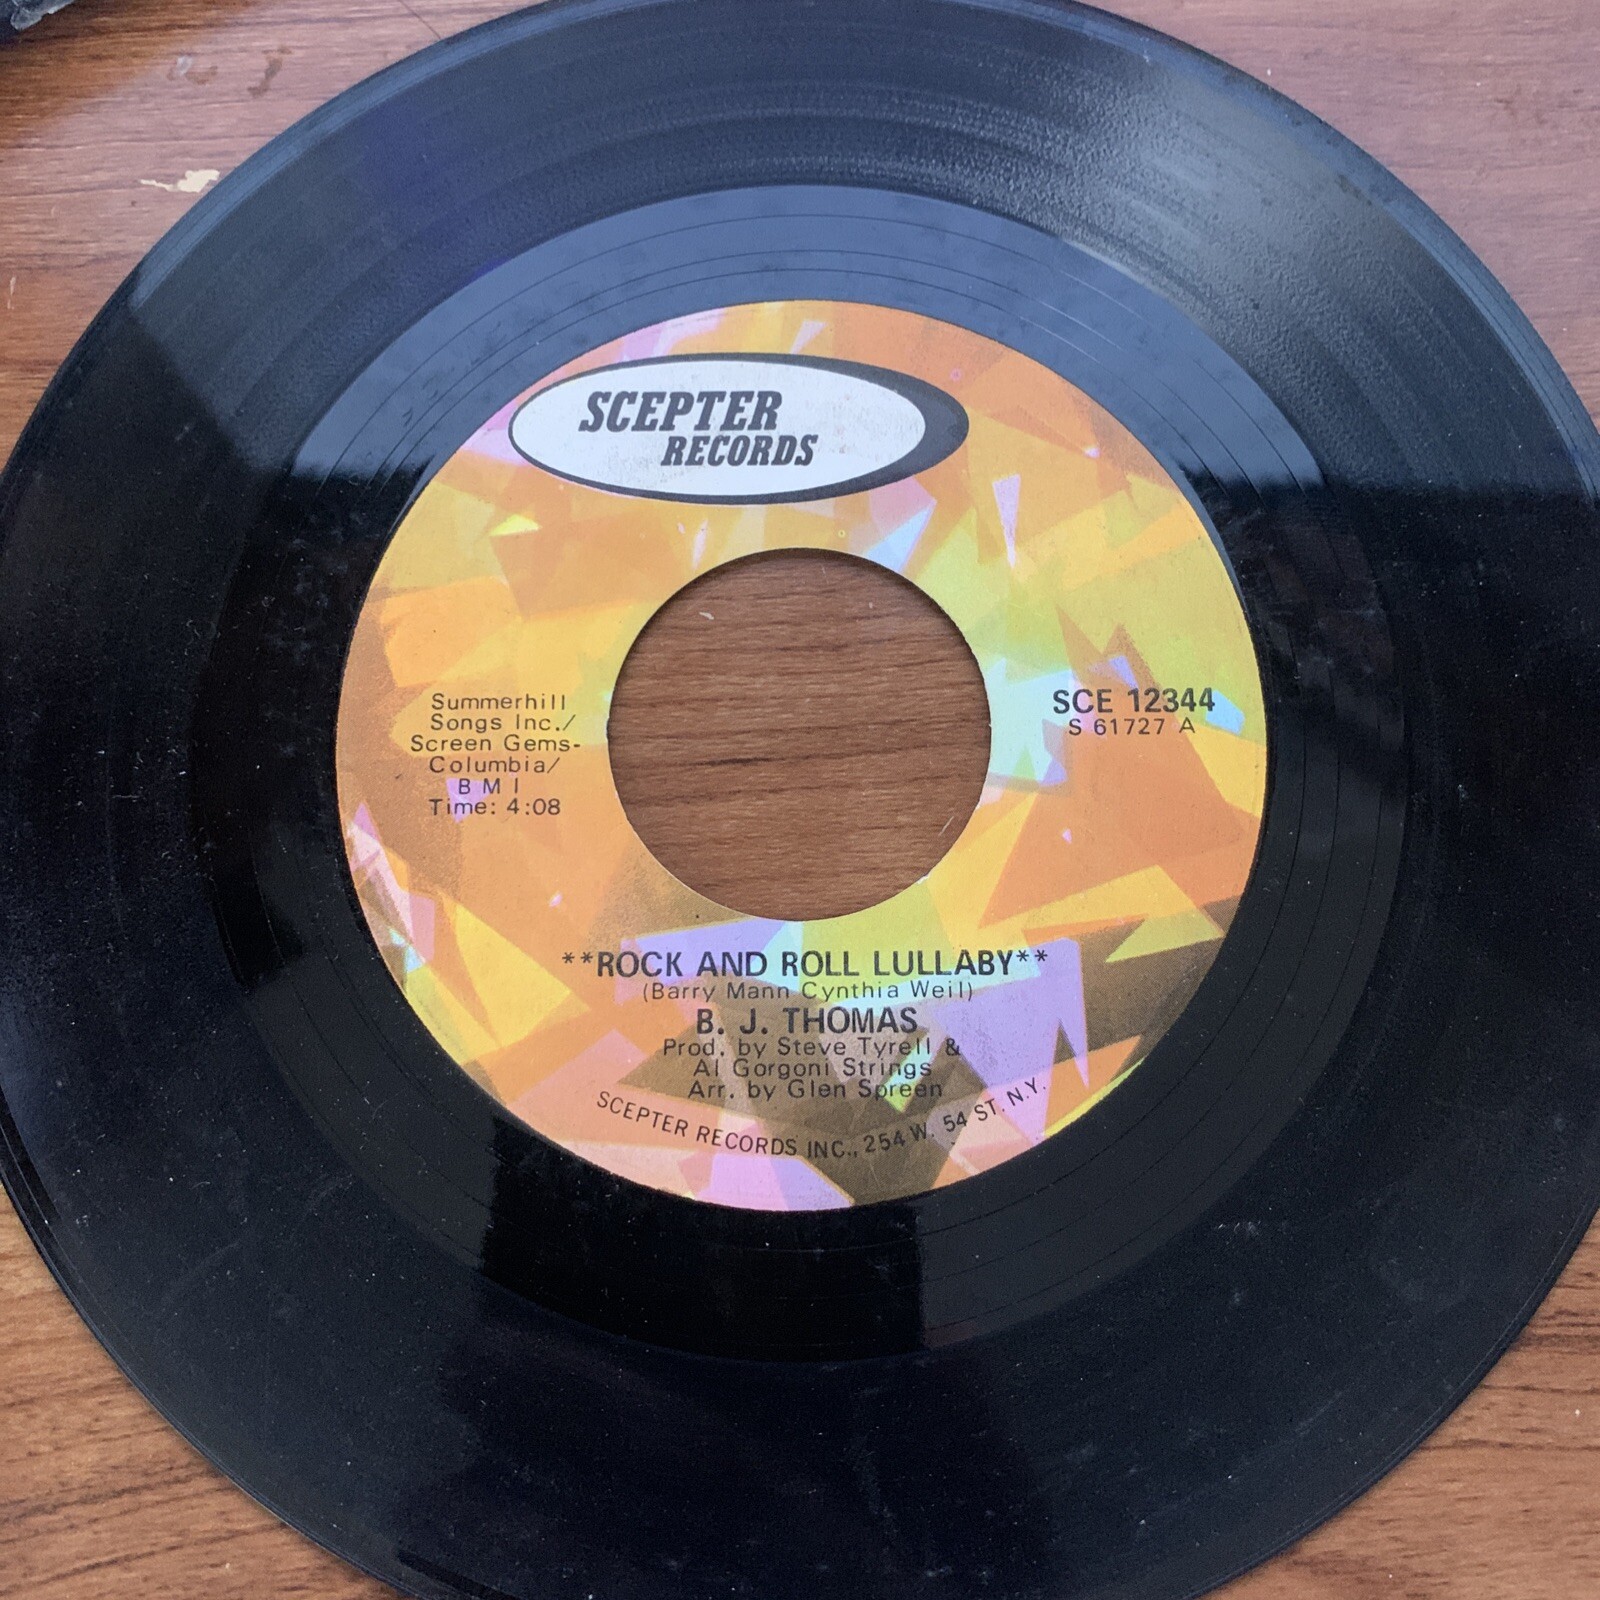 SCEPTER
RECORDS
Summerhill
Songs Inc./
Screen Gems-
Columbia/
B M I
Time: 4:08
SCE 12344
S 61727 A
**ROCK AND ROLL LULLABY**
(Barry Mann Cynthia Weil)
B. J. THOMAS
Prod. by Steve Tyrell &
Al Gorgoni Strings
Arr. by Glen Spreen
SCEPTER RECORDS INC., 254 W. 54 ST. N.Y.